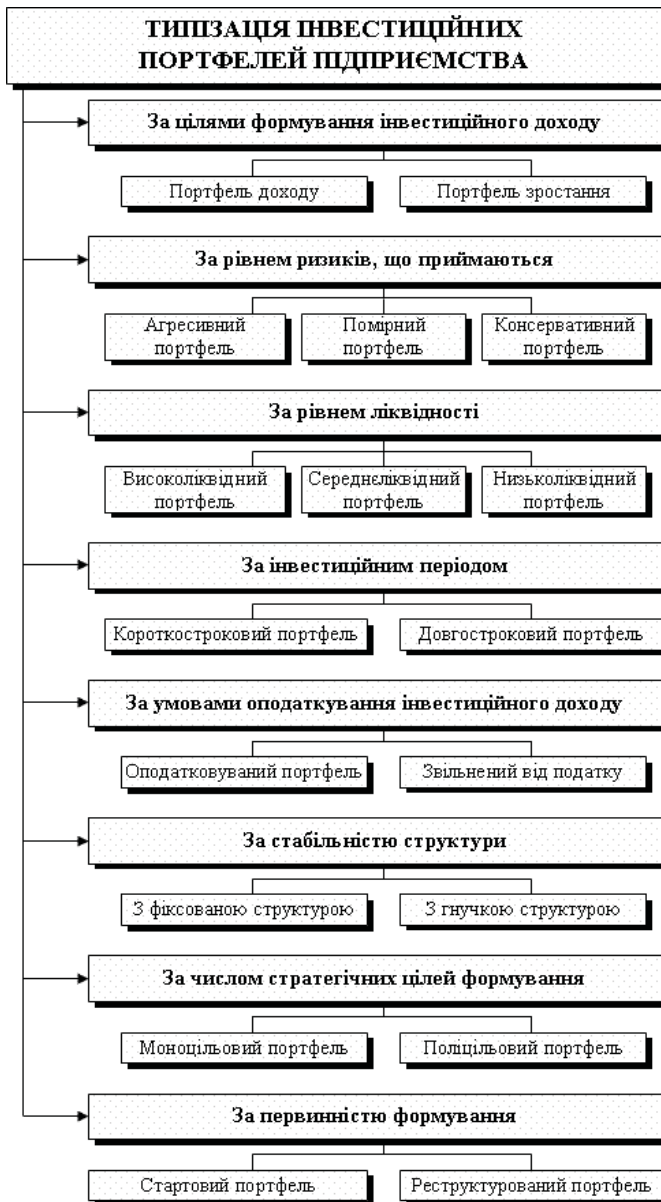 ТИПІЗАЦІЯ ІНВЕСТИЦІЙНИХ
ПОРТФЕЛЕЙ ПІДПРИЄМСТВА
За цілями формування інвестиційного доходу
Портфель доходу
Портфель зростання
За рівнем ризиків, що приймаються
Агресивний
портфель
Помірний
портфель
Консервативний
портфель
За рівнем ліквідності
Високоліквідний
портфель
Середнєліквідний
портфель
Низьколіквідний
портфель
За інвестиційним періодом
Короткостроковий портфель
Довгостроковий портфель
За умовами оподаткування інвестиційного доходу
Оподатковуваний портфель
Звільнений від податку
За стабільністю структури
З фіксованою структурою
З гнучкою структурою
За числом стратегічних цілей формування
Моноцільовий портфель
Поліцільовий портфель
За первинністю формування
Стартовий портфель
Реструктурований портфель